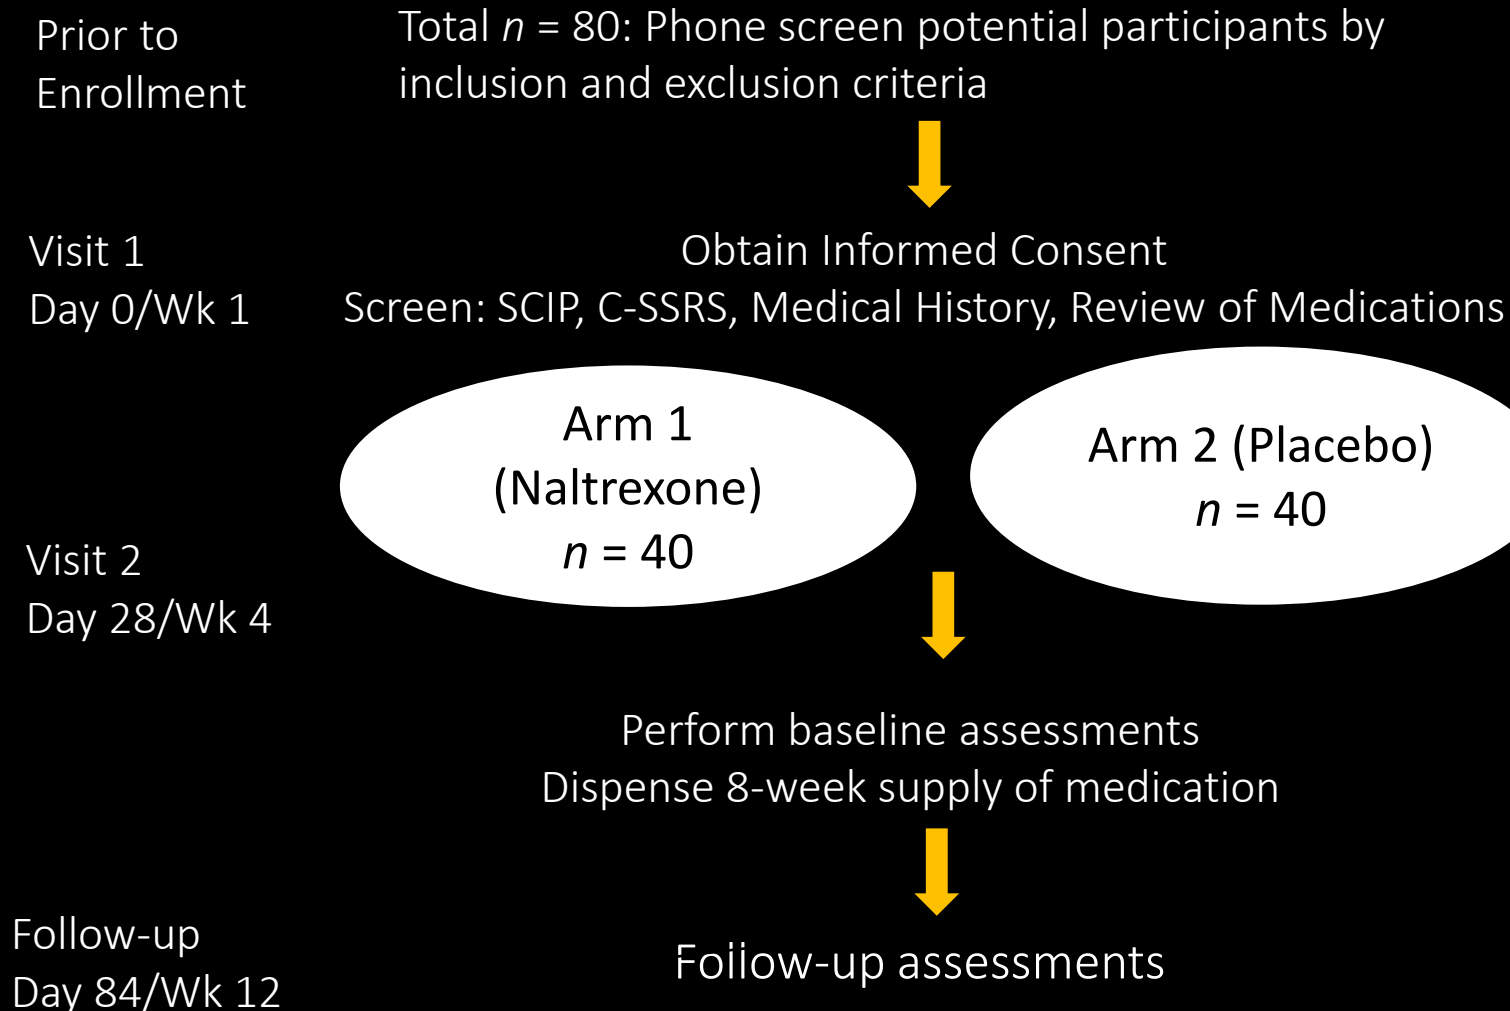 Prior to
Enrollment
Total n = 80: Phone screen potential participants by
inclusion and exclusion criteria
Visit 1
Day 0/Wk 1
Obtain Informed Consent
Screen: SCIP, C-SSRS, Medical History, Review of Medications
Arm 1
(Naltrexone)
n = 40
Arm 2 (Placebo)
n = 40
Visit 2
Day 28/Wk 4
Perform baseline assessments
Dispense 8-week supply of medication
Follow-up
Day 84/Wk 12
Follow-up assessments